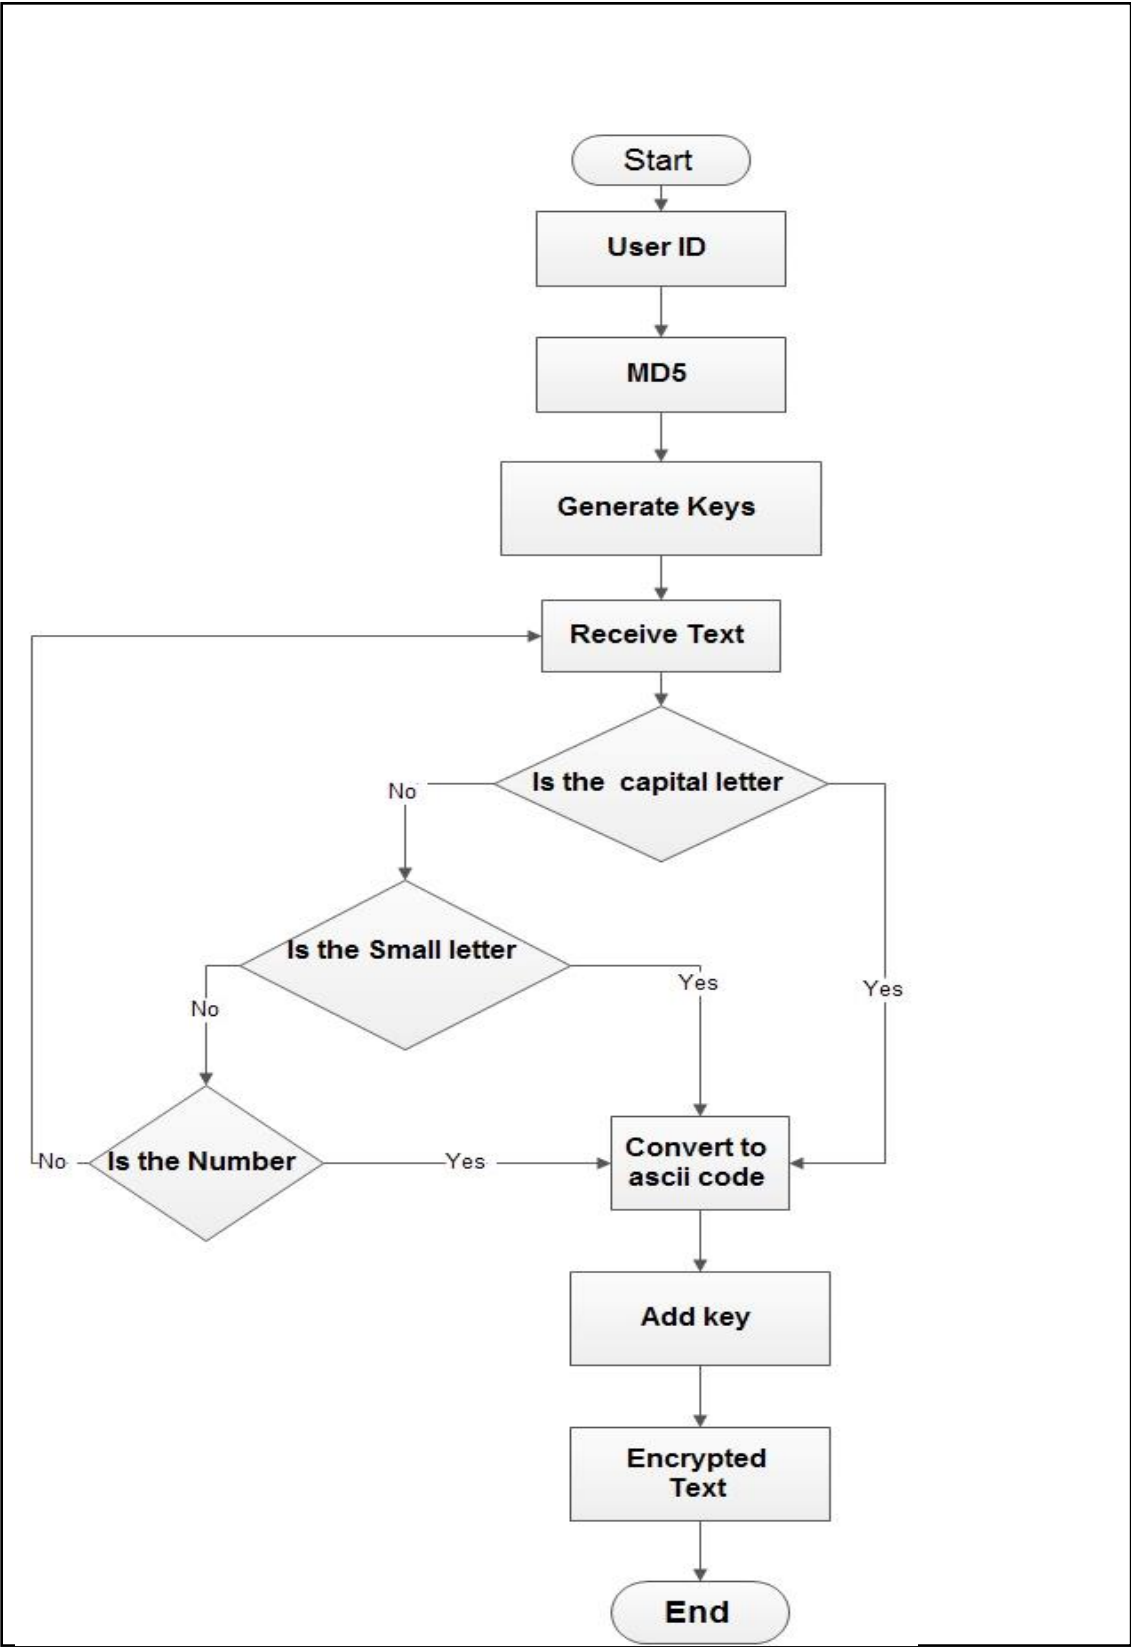 Start
User ID
MD5
Generate Keys
Receive Text
Is the capital letter
No
Is the Small letter
Yes
Yes
No
Is the Number
No
Yes
Convert to
ascii code
Add key
Encrypted
Text
End